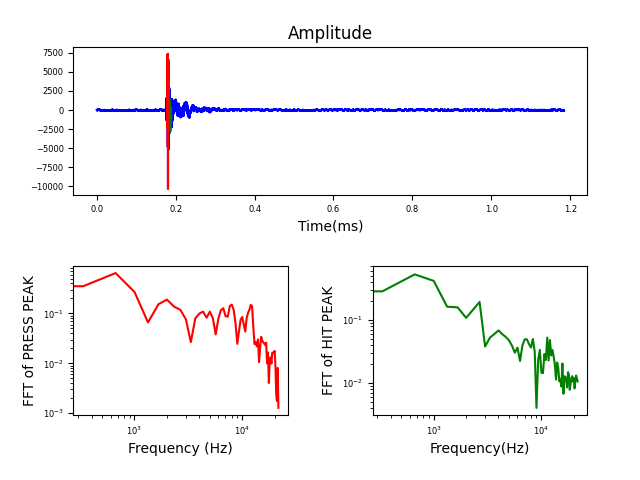 Amplitude
7500
5000
2500
0
−2500
−5000
−7500
−10000
0.0 0.2 0.4 0.6 0.8 1.0 1.2
Time(ms)
FFT of PRESS PEAK
10⁻¹
10⁻²
10⁻³
10³ 10⁴
Frequency (Hz)
FFT of HIT PEAK
10⁻¹
10⁻²
10³ 10⁴
Frequency(Hz)